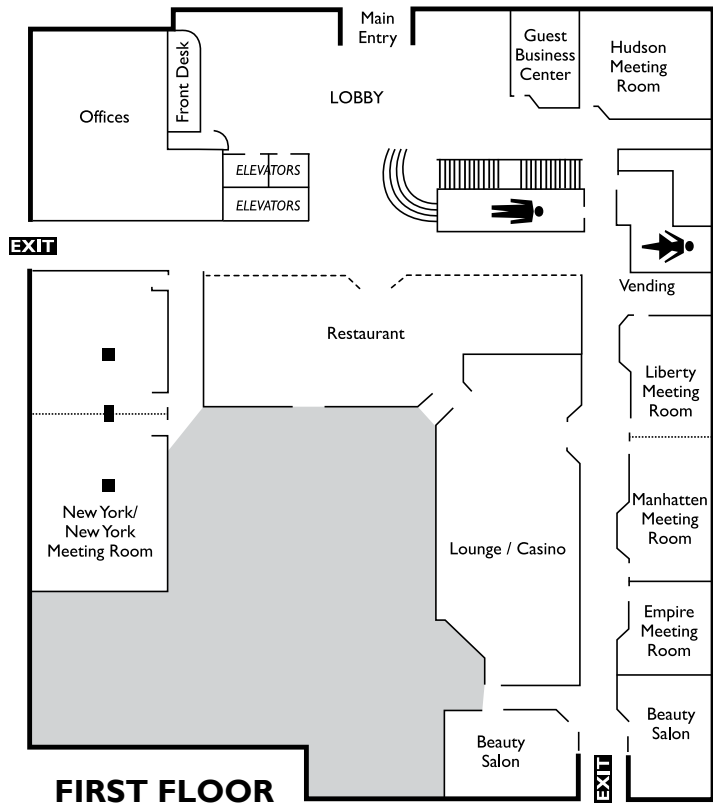 Main
Entry
Guest
Business
Center
Hudson
Meeting
Room
Front Desk
LOBBY
Offices
ELEVATORS
ELEVATORS
EXIT
Vending
Restaurant
Liberty
Meeting
Room
New York/
New York
Meeting Room
Manhatten
Meeting
Room
Lounge / Casino
Empire
Meeting
Room
Beauty
Salon
Beauty
Salon
EXIT
FIRST FLOOR